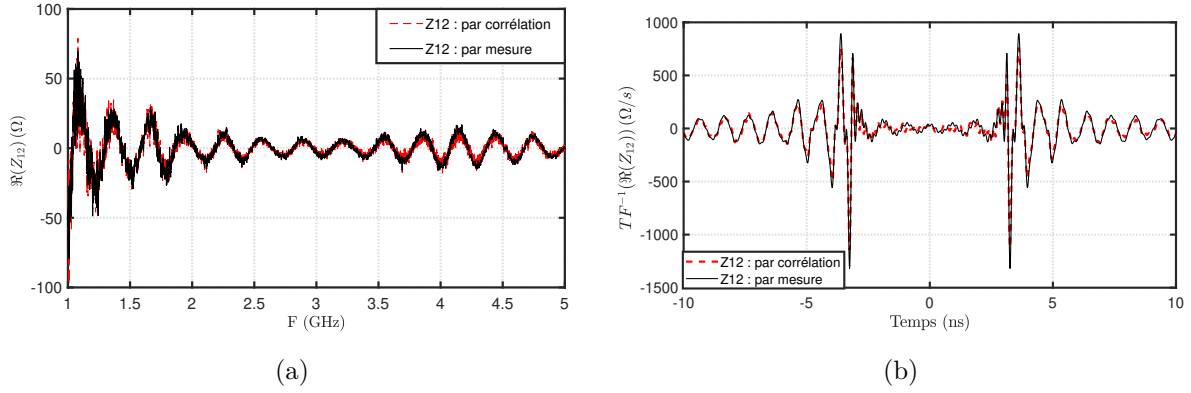 100
50
0
-50
-100
ℜ(Z12) (Ω)
Z12 : par corrélation
Z12 : par mesure
1 1.5 2 2.5 3 3.5 4 4.5 5
F (GHz)
(a)
1000
500
0
-500
-1000
-1500
TF⁻¹(ℜ(Z12)) (Ω/s)
Z12 : par corrélation
Z12 : par mesure
-10 -5 0 5 10
Temps (ns)
(b)